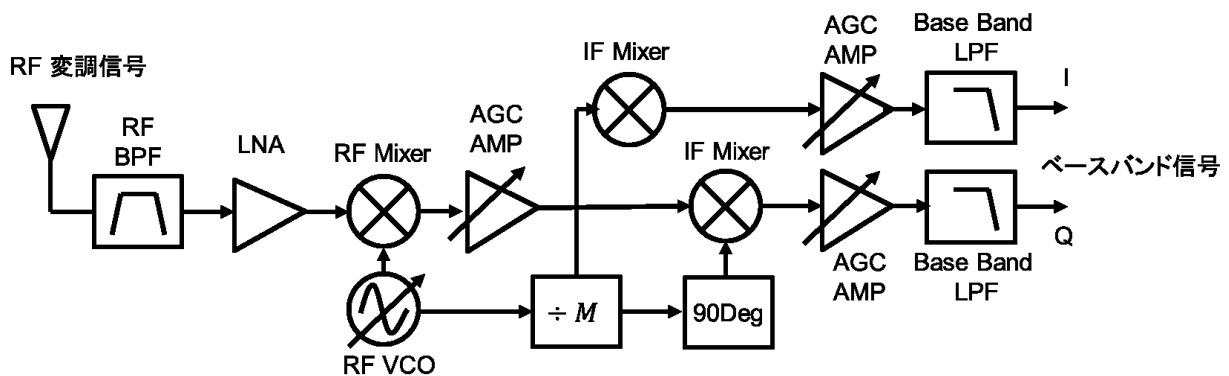 RF 変調信号
RF
BPF
LNA
RF Mixer
AGC
AMP
IF Mixer
AGC
AMP
Base Band
LPF
I
IF Mixer
ベースバンド信号
Q
AGC
AMP
Base Band
LPF
÷ M
90Deg
RF VCO